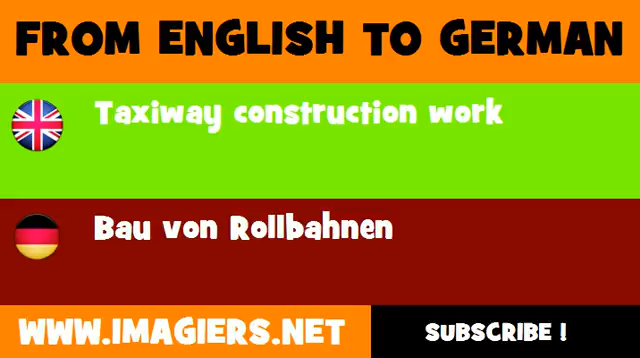 FROM ENGLISH TO GERMAN
Taxiway construction work
Bau von Rollbahnen
WWW.IMAGIERS.NET
SUBSCRIBE !